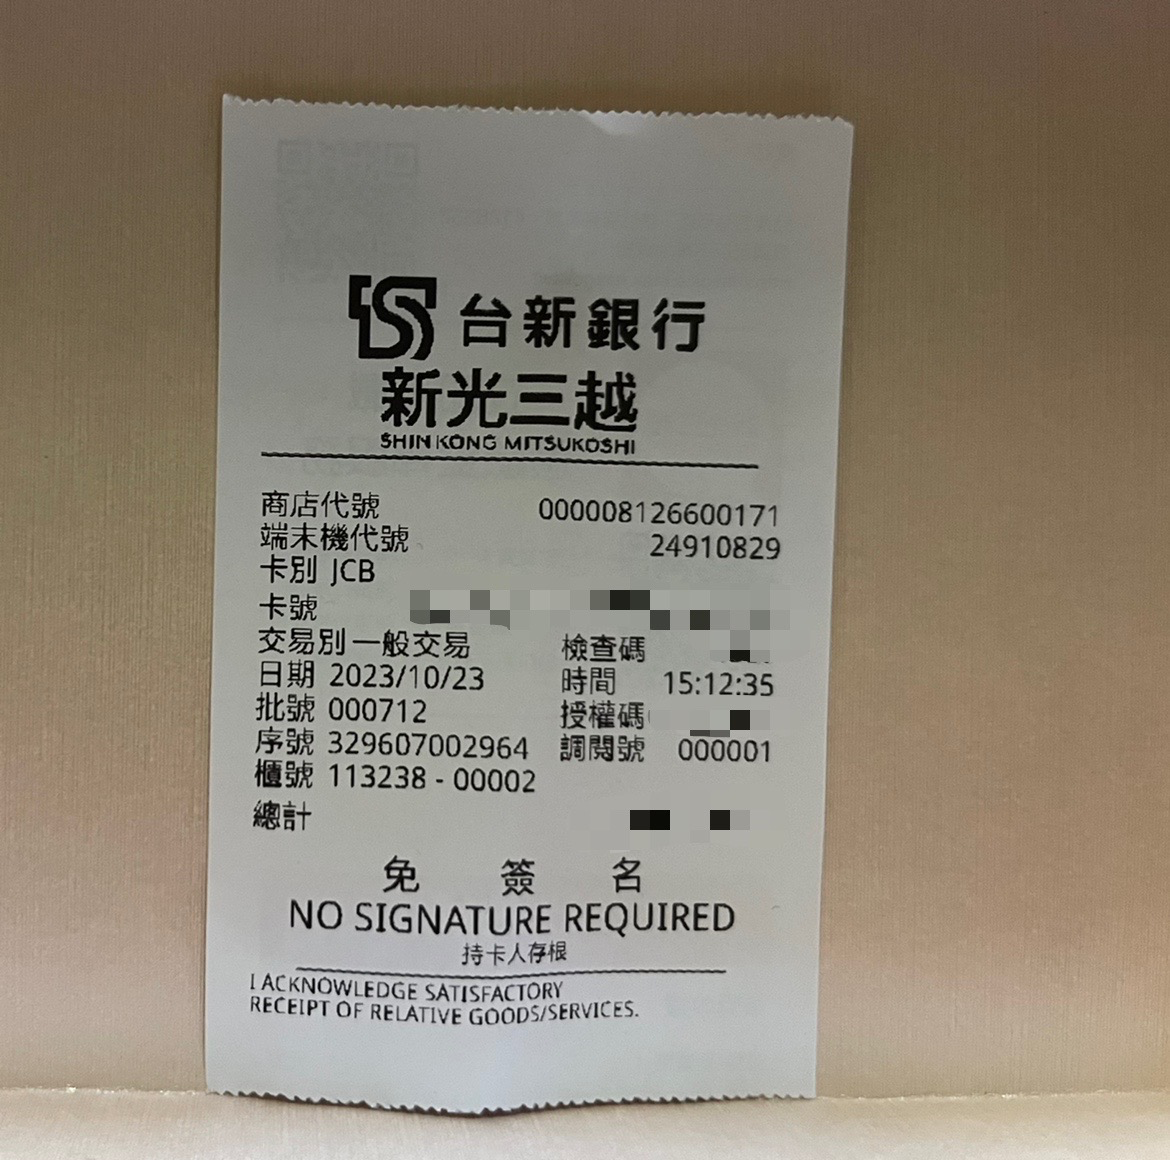 台新銀行
新光三越
SHIN KONG MITSUKOSHI
商店代號 000008126600171
端末機代號 24910829
卡別 JCB
卡號
交易別 一般交易 檢查碼
日期 2023/10/23 時間 15:12:35
批號 000712 授權碼
序號 329607002964 調閱號 000001
櫃號 113238 - 00002
總計
免 簽 名
NO SIGNATURE REQUIRED
持卡人存根
I ACKNOWLEDGE SATISFACTORY
RECEIPT OF RELATIVE GOODS/SERVICES.